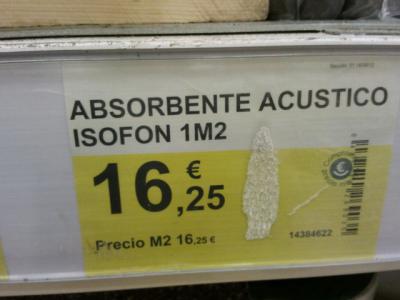 ABSORBENTE ACUSTICO
ISOFON 1M2
16,25 €
Precio M2 16,25 €
14384622